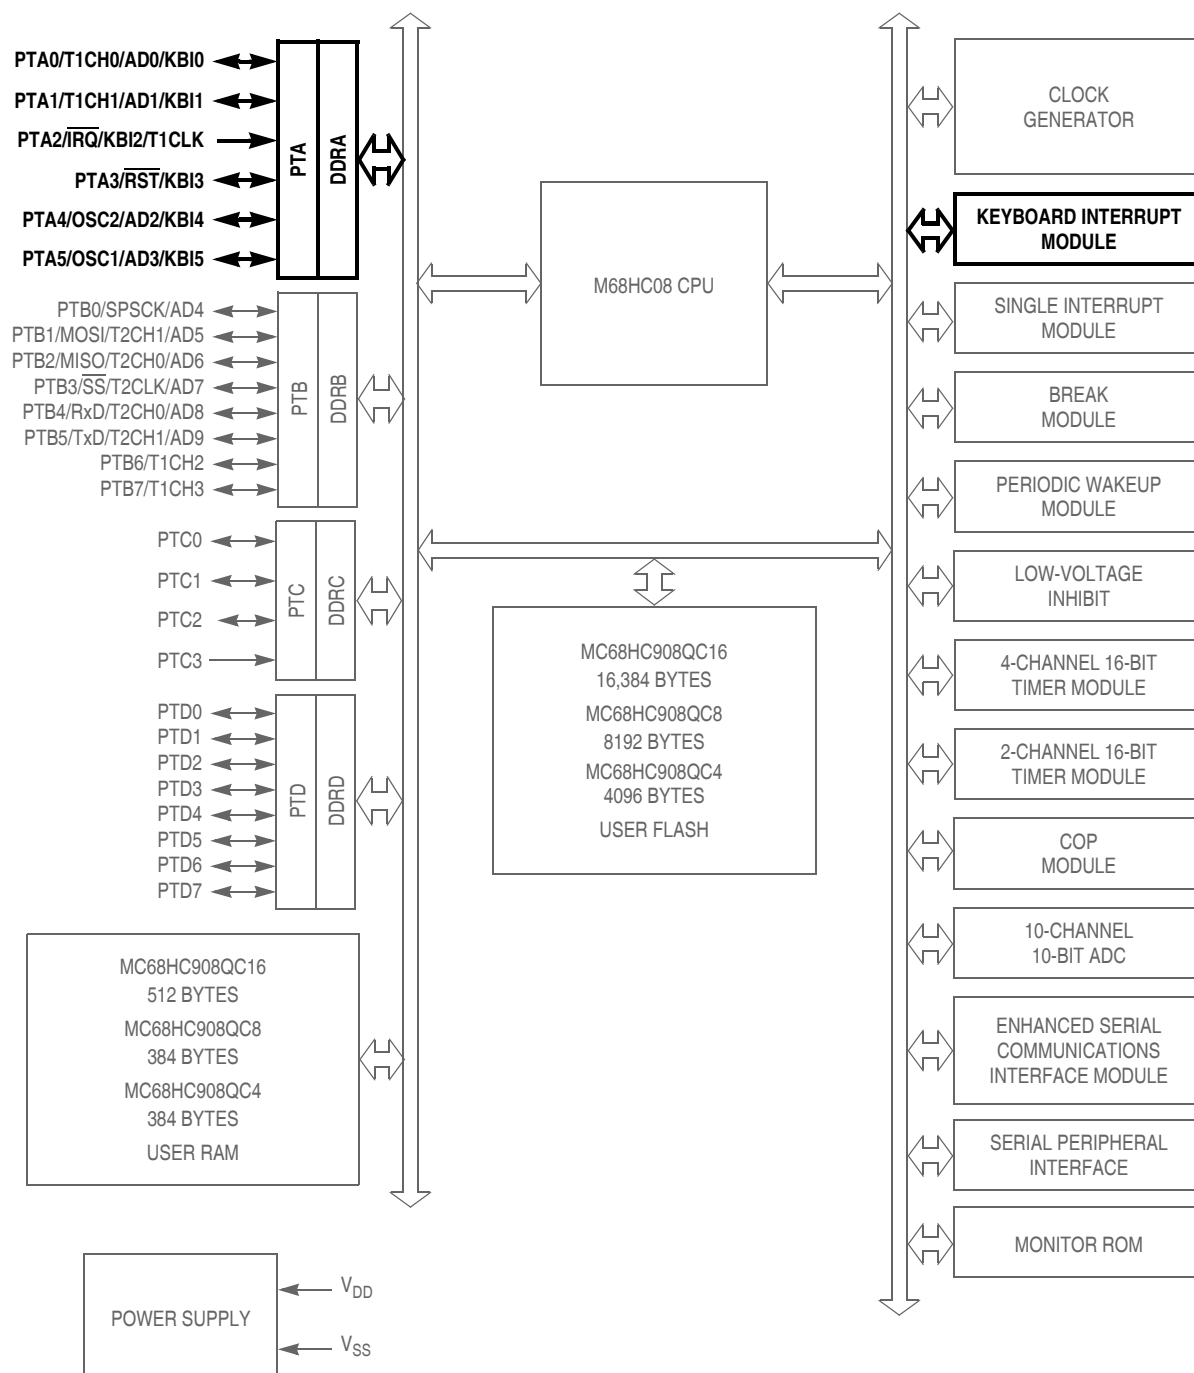 PTA0/T1CH0/AD0/KBI0
PTA1/T1CH1/AD1/KBI1
PTA2/IRQ/KBI2/T1CLK
PTA3/RST/KBI3
PTA4/OSC2/AD2/KBI4
PTA5/OSC1/AD3/KBI5
PTA
DDRA
PTB0/SPSCK/AD4
PTB1/MOSI/T2CH1/AD5
PTB2/MISO/T2CH0/AD6
PTB3/SS/T2CLK/AD7
PTB4/RxD/T2CH0/AD8
PTB5/TxD/T2CH1/AD9
PTB6/T1CH2
PTB7/T1CH3
PTB
DDRB
PTC0
PTC1
PTC2
PTC3
PTC
DDRC
PTD0
PTD1
PTD2
PTD3
PTD4
PTD5
PTD6
PTD7
PTD
DDRD
MC68HC908QC16
512 BYTES
MC68HC908QC8
384 BYTES
MC68HC908QC4
384 BYTES
USER RAM
POWER SUPPLY
VDD
VSS
M68HC08 CPU
MC68HC908QC16
16,384 BYTES
MC68HC908QC8
8192 BYTES
MC68HC908QC4
4096 BYTES
USER FLASH
CLOCK
GENERATOR
KEYBOARD INTERRUPT
MODULE
SINGLE INTERRUPT
MODULE
BREAK
MODULE
PERIODIC WAKEUP
MODULE
LOW-VOLTAGE
INHIBIT
4-CHANNEL 16-BIT
TIMER MODULE
2-CHANNEL 16-BIT
TIMER MODULE
COP
MODULE
10-CHANNEL
10-BIT ADC
ENHANCED SERIAL
COMMUNICATIONS
INTERFACE MODULE
SERIAL PERIPHERAL
INTERFACE
MONITOR ROM